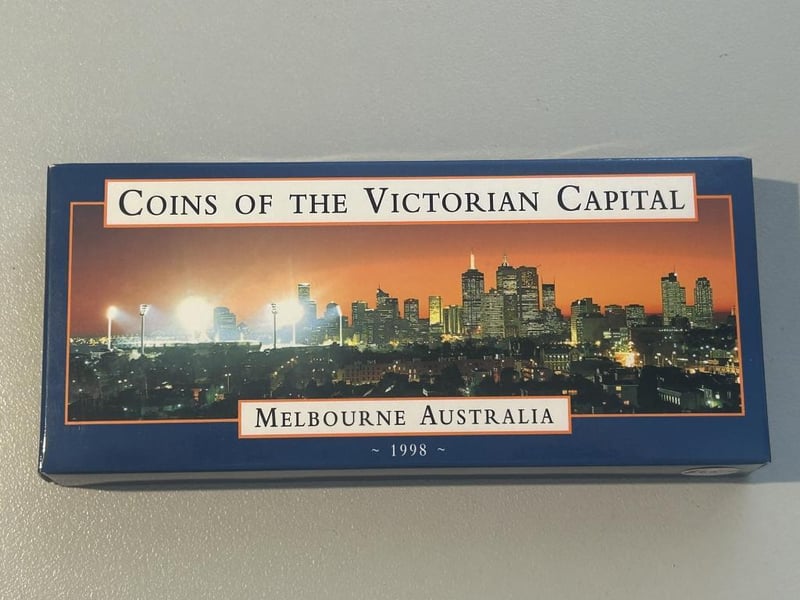 COINS OF THE VICTORIAN CAPITAL
MELBOURNE AUSTRALIA
~ 1998 ~